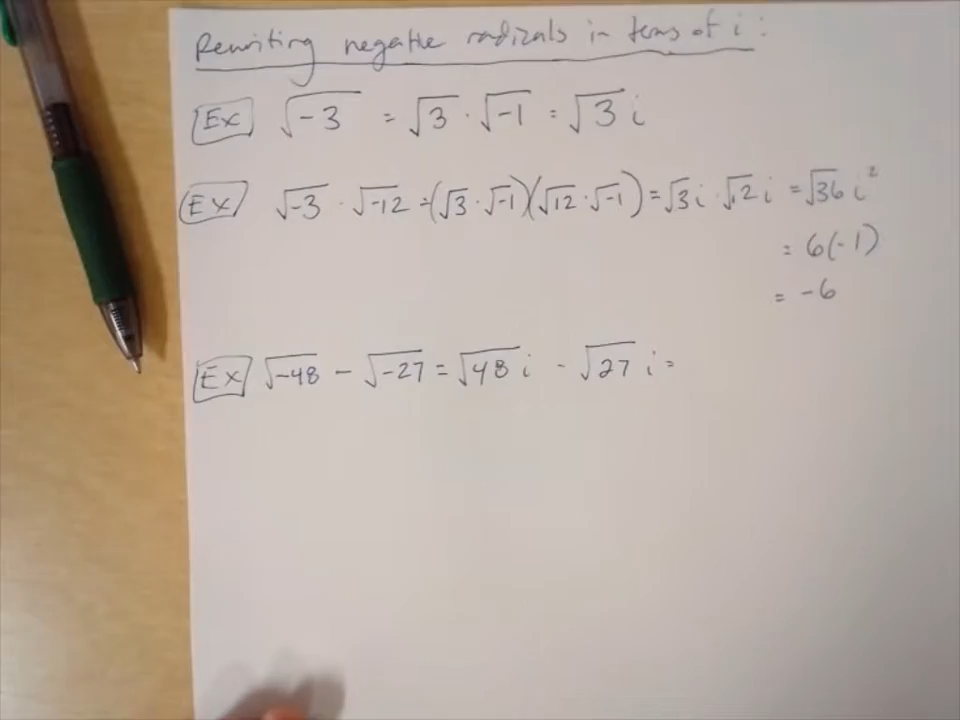 Rewriting negative radicals in terms of i:
Ex √-3 = √3 · √-1 = √3 i
Ex √-3 · √-12 = (√3 · √-1)(√12 · √-1) = √3 i · √12 i = √36 i²
= 6(-1)
= -6
Ex √-48 - √-27 = √48 i - √27 i =